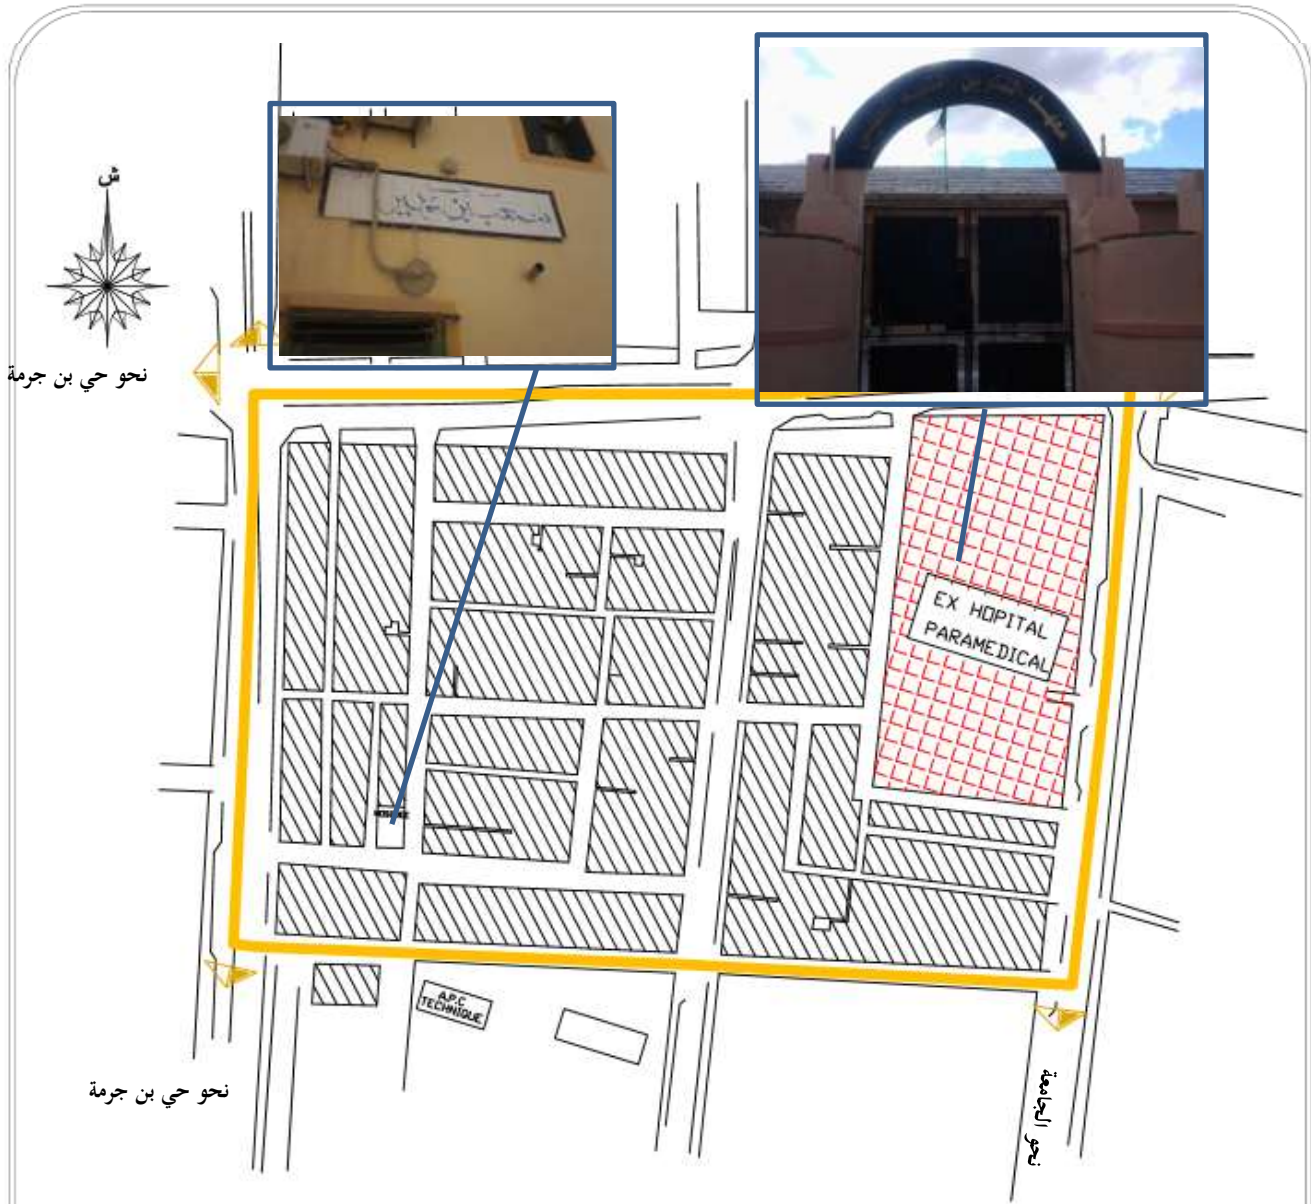 ش
نحو حي بن جرمة
EX HOPITAL
PARAMEDICAL
A.P.C
TECHNIQUE
نحو حي بن جرمة
نحو الجامعة